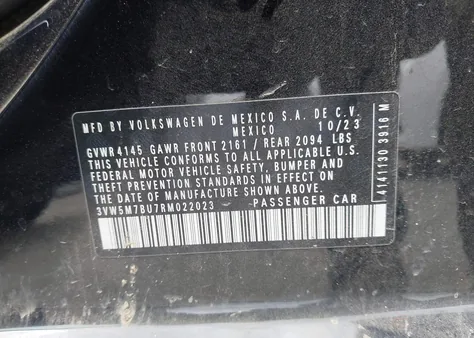 MFD BY VOLKSWAGEN DE MEXICO S.A. DE C.V.
MEXICO 10/23
GVWR 4145 GAWR FRONT 2161 / REAR 2094 LBS
THIS VEHICLE CONFORMS TO ALL APPLICABLE U.S.
FEDERAL MOTOR VEHICLE SAFETY, BUMPER AND
THEFT PREVENTION STANDARDS IN EFFECT ON
THE DATE OF MANUFACTURE SHOWN ABOVE.
3VW5M7BU7RM022023 -PASSENGER CAR
4141130 3916 M